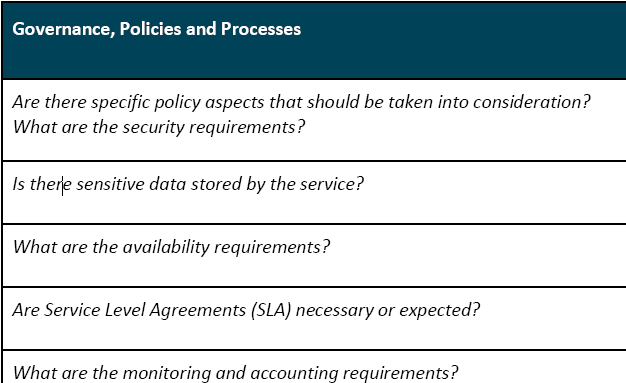 Governance, Policies and Processes
Are there specific policy aspects that should be taken into consideration?
What are the security requirements?
Is there sensitive data stored by the service?
What are the availability requirements?
Are Service Level Agreements (SLA) necessary or expected?
What are the monitoring and accounting requirements?